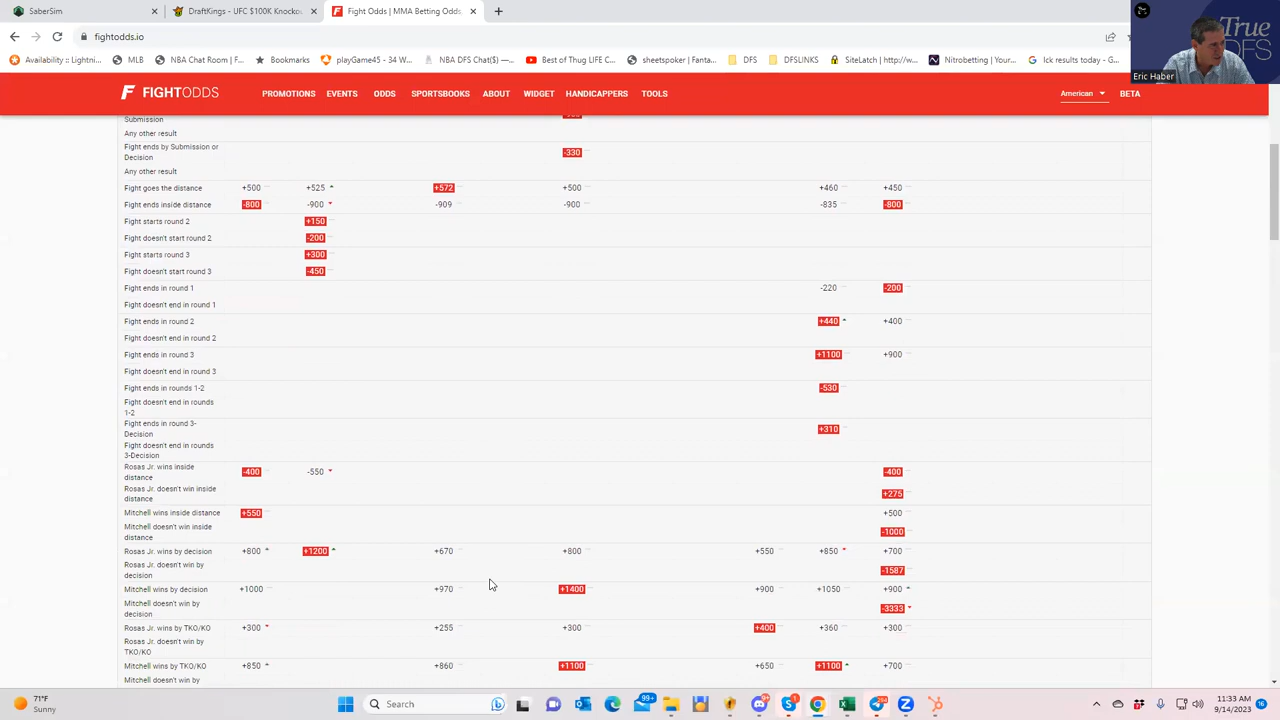 SaberSim
DraftKings - UFC $100K Knockou
Fight Odds | MMA Betting Odds
fightodds.io
Availability :: Lightni...
MLB
NBA Chat Room | F...
Bookmarks
playGame45 - 34 W...
NBA DFS Chat($) —...
Best of Thug LIFE C...
sheetspoker | Fanta...
DFS
DFSLINKS
SiteLatch | http://w...
Nitrobetting | Your...
Ick results today - G...
True
DFS
Eric Haber
FIGHTODDS
PROMOTIONS EVENTS ODDS SPORTSBOOKS ABOUT WIDGET HANDICAPPERS TOOLS
American
BETA
Submission
Any other result
Fight ends by Submission or Decision -330
Any other result
Fight goes the distance +500 +525 +572 +500 +460 +450
Fight ends inside distance -800 -900 -909 -900 -835 -800
Fight starts round 2 +150
Fight doesn't start round 2 -200
Fight starts round 3 +300
Fight doesn't start round 3 -450
Fight ends in round 1 -220 -200
Fight doesn't end in round 1
Fight ends in round 2 +440 +400
Fight doesn't end in round 2
Fight ends in round 3 +1100 +900
Fight doesn't end in round 3
Fight ends in rounds 1-2 -530
Fight doesn't end in rounds 1-2
Fight ends in round 3-Decision +310
Fight doesn't end in rounds 3-Decision
Rosas Jr. wins inside distance -400 -550 -400
Rosas Jr. doesn't win inside distance +275
Mitchell wins inside distance +550 +500
Mitchell doesn't win inside distance -1000
Rosas Jr. wins by decision +800 +1200 +670 +800 +550 +850 +700
Rosas Jr. doesn't win by decision -1587
Mitchell wins by decision +1000 +970 +1400 +900 +1050 +900
Mitchell doesn't win by decision -3333
Rosas Jr. wins by TKO/KO +300 +255 +300 +400 +360 +300
Rosas Jr. doesn't win by TKO/KO
Mitchell wins by TKO/KO +850 +860 +1100 +650 +1100 +700
Mitchell doesn't win by
71°F
Sunny
Search
99+
11:33 AM
9/14/2023